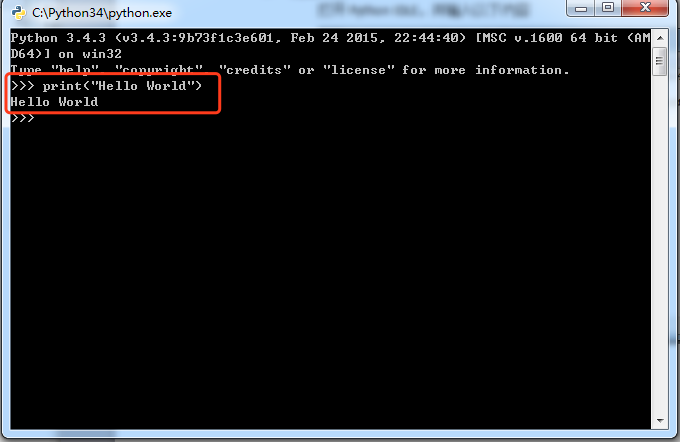 C:\Python34\python.exe
Python 3.4.3 (v3.4.3:9b73f1c3e601, Feb 24 2015, 22:44:40) [MSC v.1600 64 bit (AM
D64)] on win32
Type "help", "copyright", "credits" or "license" for more information.
>>> print("Hello World")
Hello World
>>>